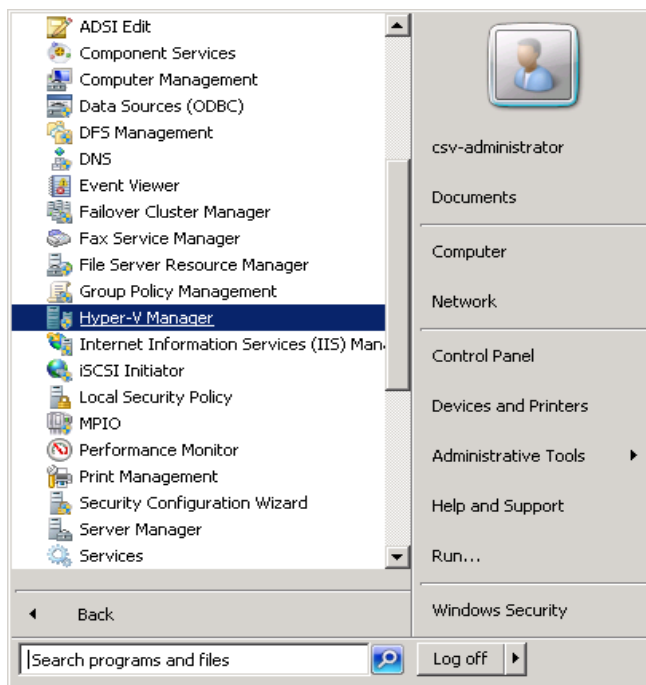 ADSI Edit
Component Services
Computer Management
Data Sources (ODBC)
DFS Management
DNS
Event Viewer
Failover Cluster Manager
Fax Service Manager
File Server Resource Manager
Group Policy Management
Hyper-V Manager
Internet Information Services (IIS) Man
iSCSI Initiator
Local Security Policy
MPIO
Performance Monitor
Print Management
Security Configuration Wizard
Server Manager
Services
Back
Search programs and files
csv-administrator
Documents
Computer
Network
Control Panel
Devices and Printers
Administrative Tools
Help and Support
Run...
Windows Security
Log off